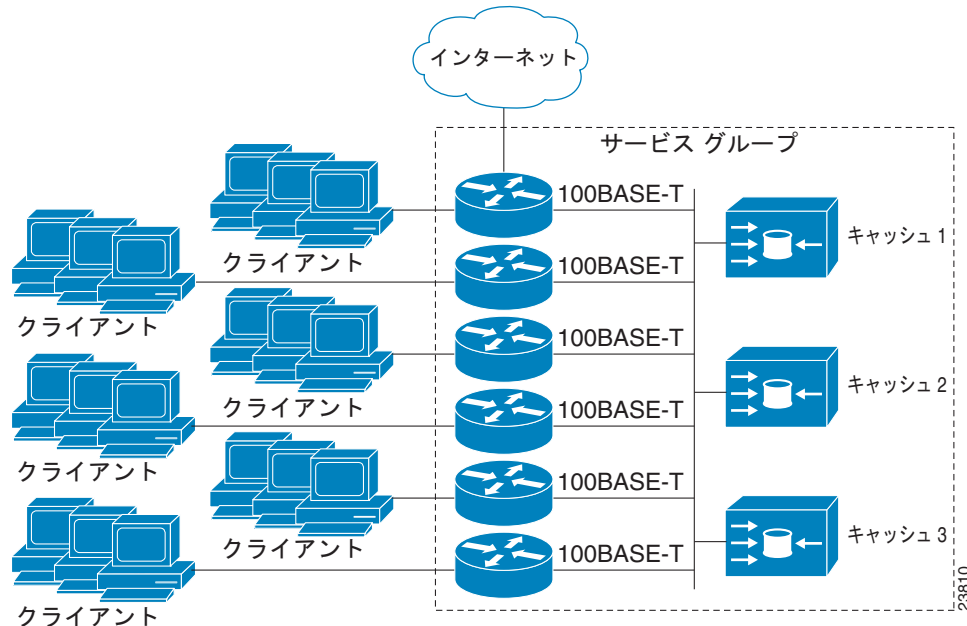 インターネット
サービス グループ
100BASE-T
キャッシュ 1
クライアント
100BASE-T
クライアント
100BASE-T
キャッシュ 2
クライアント
100BASE-T
クライアント
100BASE-T
キャッシュ 3
クライアント
100BASE-T
クライアント
23810